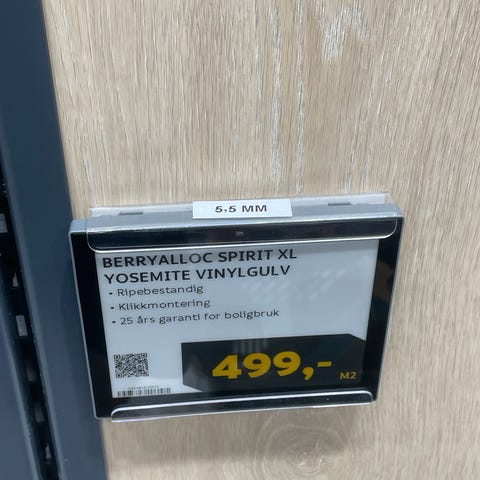 5,5 MM
BERRYALLOC SPIRIT XL
YOSEMITE VINYLGULV
• Ripebestandig
• Klikkmontering
• 25 års garanti for boligbruk
499,- M2